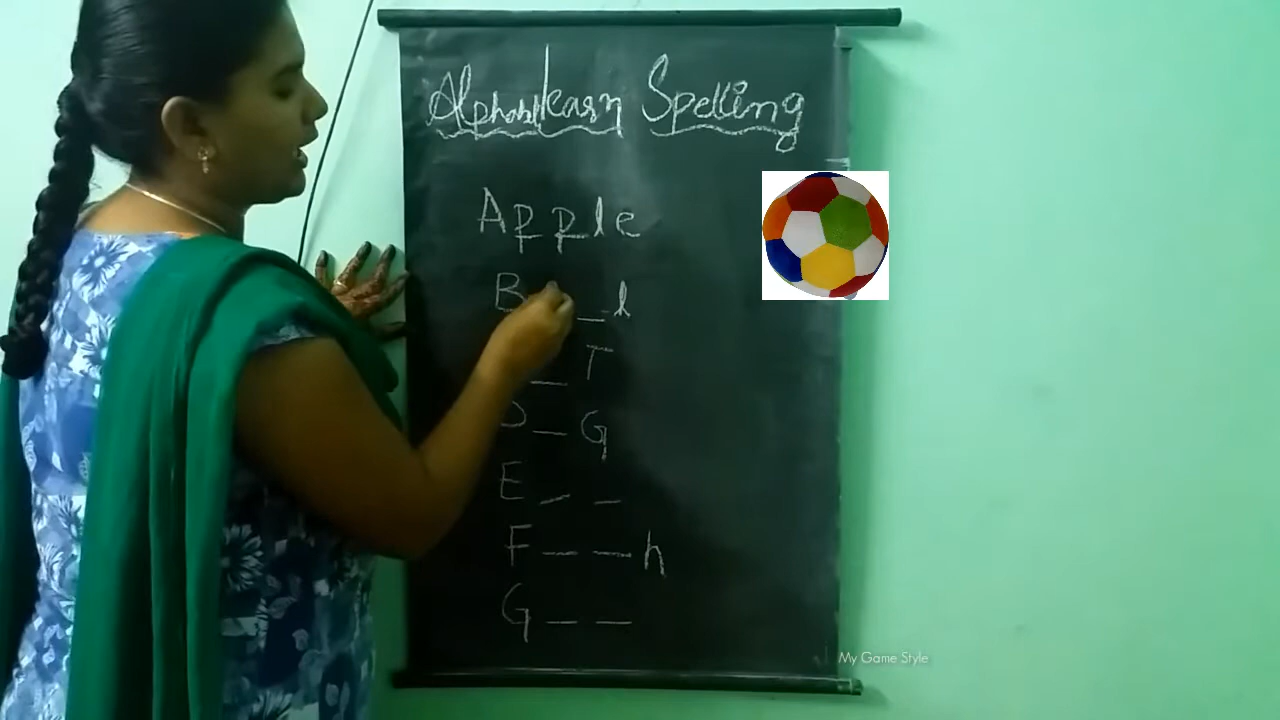 Alphabet Learn Spelling
Apple
B _ l
_ T
D _ G
E _ _
F _ _ h
G _ _
My Game Style